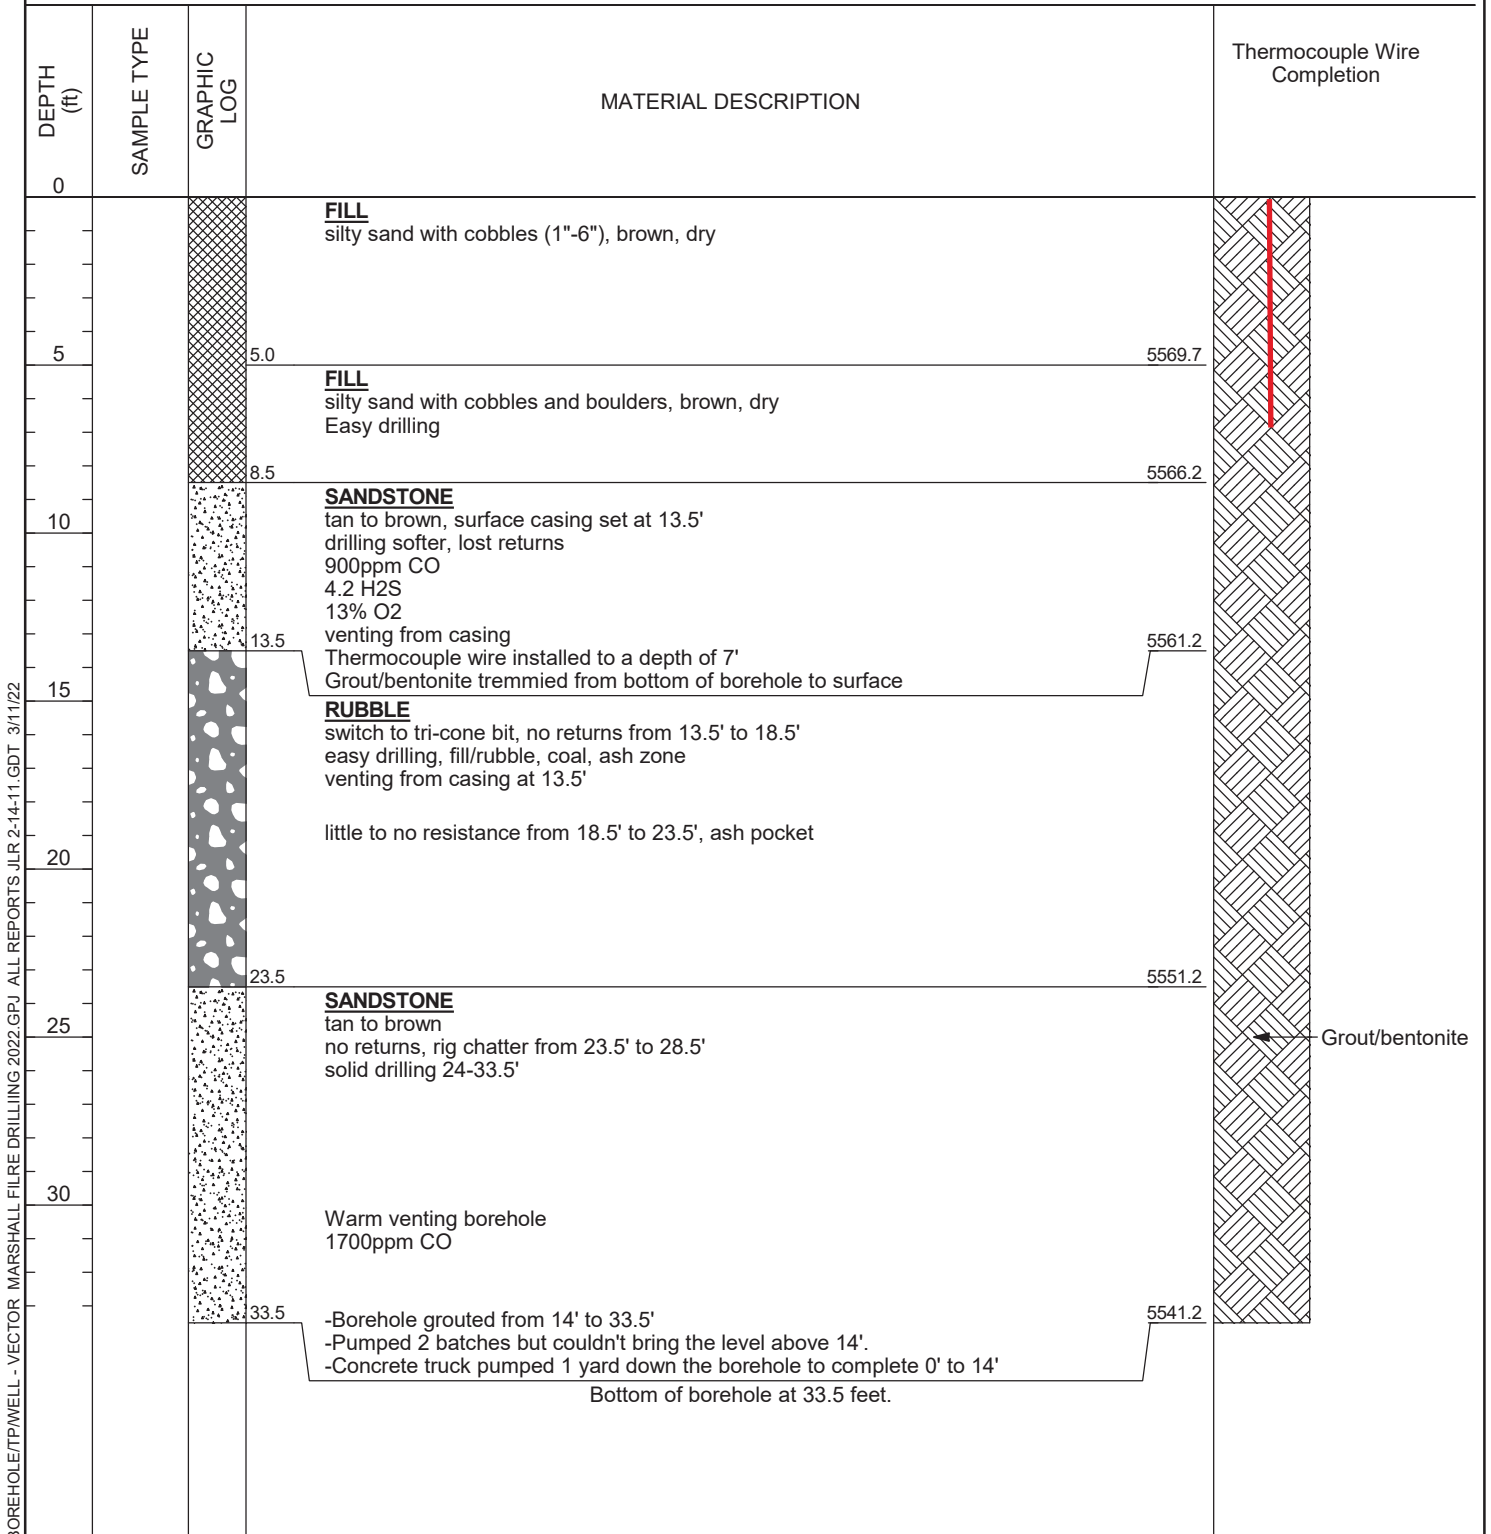 DEPTH
(ft)
SAMPLE TYPE
GRAPHIC
LOG
MATERIAL DESCRIPTION
Thermocouple Wire
Completion
0
FILL
silty sand with cobbles (1"-6"), brown, dry
5
5.0
5569.7
FILL
silty sand with cobbles and boulders, brown, dry
Easy drilling
8.5
5566.2
SANDSTONE
tan to brown, surface casing set at 13.5'
10
drilling softer, lost returns
900ppm CO
4.2 H2S
13% O2
venting from casing
13.5
5561.2
Thermocouple wire installed to a depth of 7'
Grout/bentonite tremmied from bottom of borehole to surface
15
RUBBLE
switch to tri-cone bit, no returns from 13.5' to 18.5'
easy drilling, fill/rubble, coal, ash zone
venting from casing at 13.5'
little to no resistance from 18.5' to 23.5', ash pocket
20
23.5
5551.2
SANDSTONE
tan to brown
25
no returns, rig chatter from 23.5' to 28.5'
solid drilling 24-33.5'
Grout/bentonite
30
Warm venting borehole
1700ppm CO
33.5
5541.2
-Borehole grouted from 14' to 33.5'
-Pumped 2 batches but couldn't bring the level above 14'.
-Concrete truck pumped 1 yard down the borehole to complete 0' to 14'
Bottom of borehole at 33.5 feet.
BOREHOLE/TP/WELL - VECTOR MARSHALL FILRE DRILLIING 2022.GPJ ALL REPORTS JLR 2-14-11.GDT 3/11/22